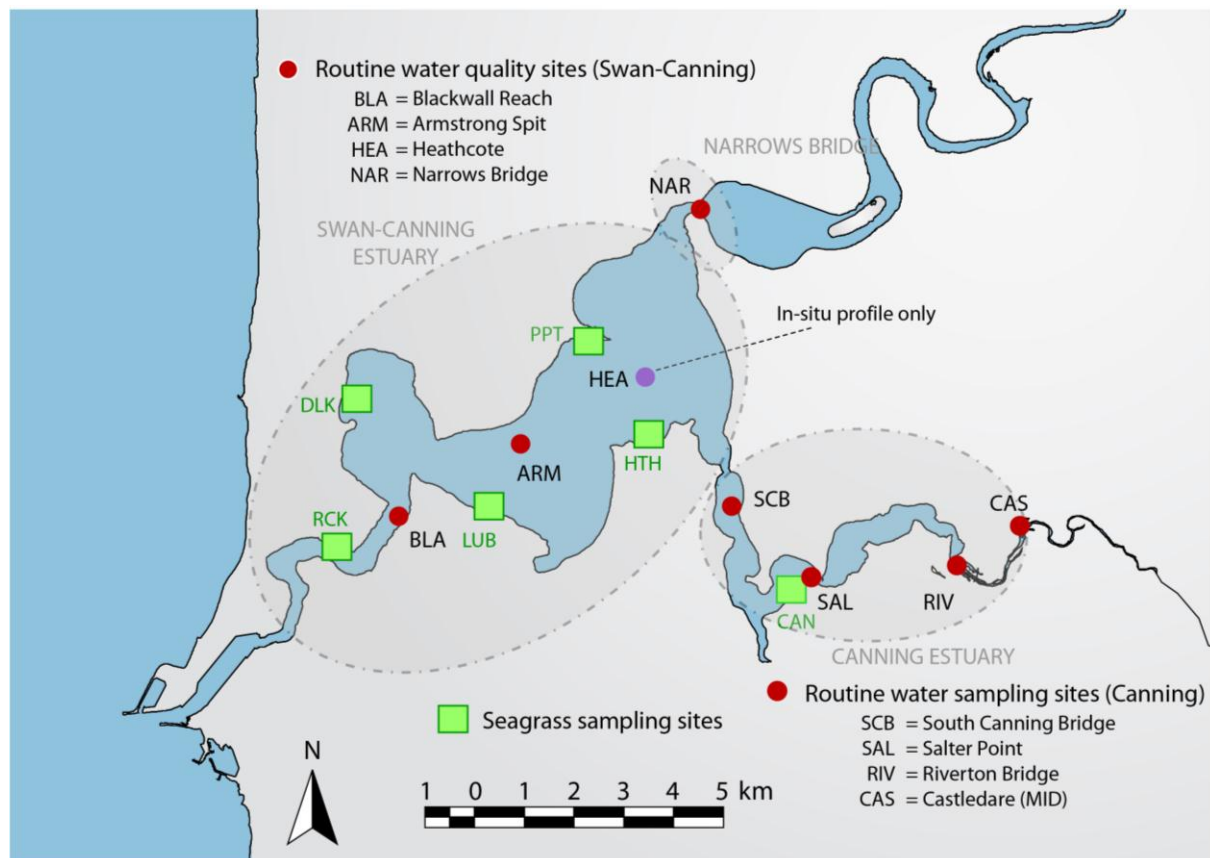 Routine water quality sites (Swan-Canning)
BLA = Blackwall Reach
ARM = Armstrong Spit
HEA = Heathcote
NAR = Narrows Bridge
NARROWS BRIDGE
NAR
SWAN-CANNING
ESTUARY
In-situ profile only
PPT
HEA
DLK
ARM
HTH
SCB
CAS
RCK
BLA
LUB
SAL
RIV
CAN
CANNING ESTUARY
Routine water sampling sites (Canning)
SCB = South Canning Bridge
SAL = Salter Point
RIV = Riverton Bridge
CAS = Castledare (MID)
Seagrass sampling sites
N
1 0 1 2 3 4 5 km